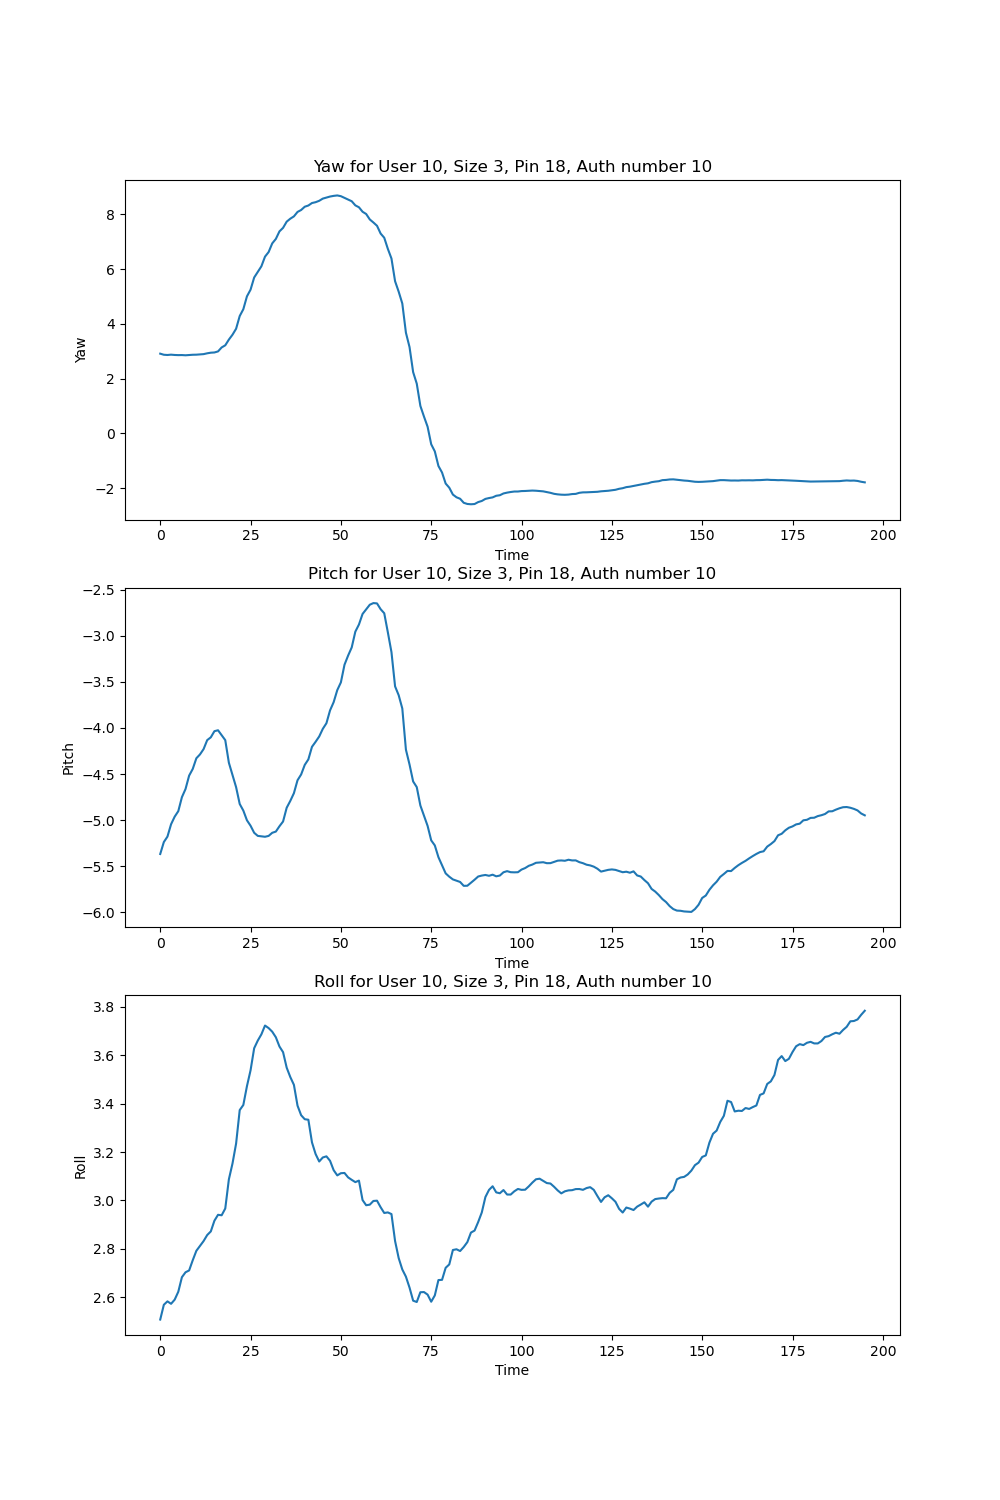 Yaw for User 10, Size 3, Pin 18, Auth number 10
8
6
4
2
0
−2
Yaw
0 25 50 75 100 125 150 175 200
Time
Pitch for User 10, Size 3, Pin 18, Auth number 10
−2.5
−3.0
−3.5
−4.0
−4.5
−5.0
−5.5
−6.0
Pitch
0 25 50 75 100 125 150 175 200
Time
Roll for User 10, Size 3, Pin 18, Auth number 10
3.8
3.6
3.4
3.2
3.0
2.8
2.6
Roll
0 25 50 75 100 125 150 175 200
Time